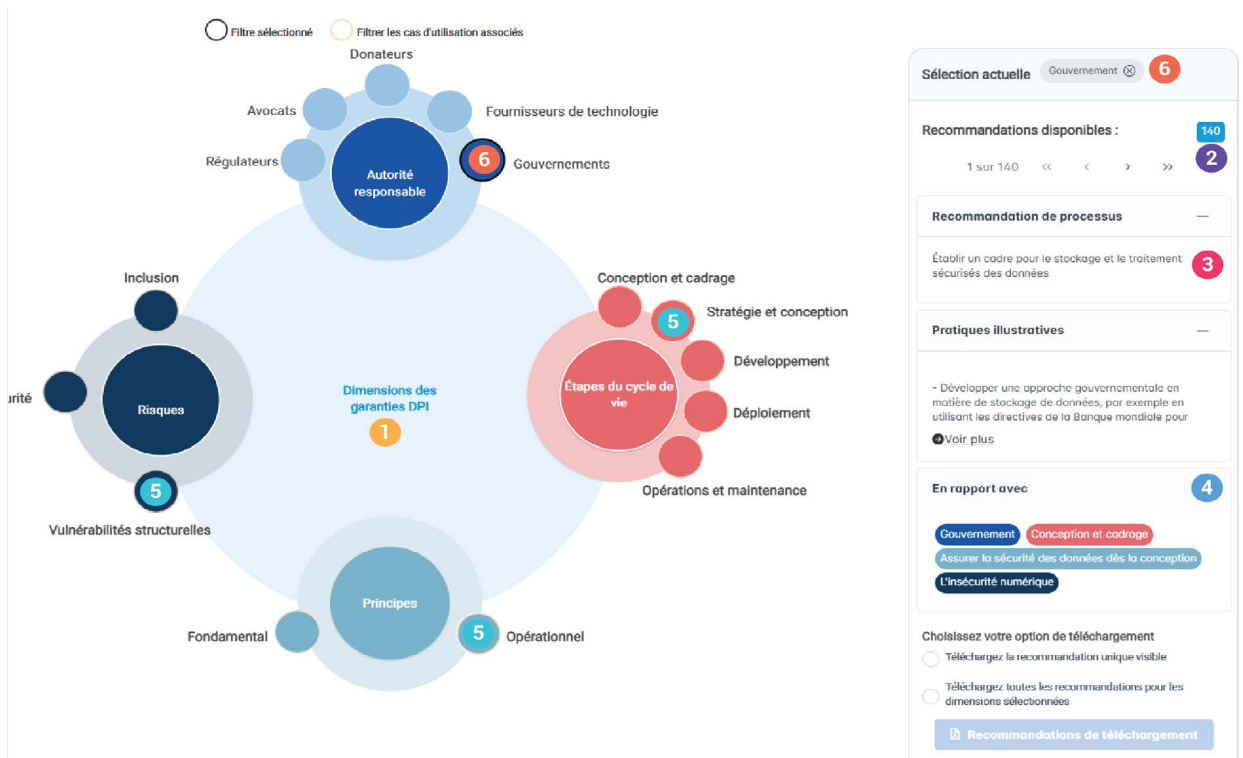 Filtre sélectionné
Filtrer les cas d'utilisation associés
Donateurs
Avocats
Fournisseurs de technologie
Régulateurs
6
Gouvernements
Autorité
responsable
Inclusion
Conception et cadrage
5
Stratégie et conception
Développement
urité
Risques
Dimensions des
garanties DPI
1
Étapes du cycle de
vie
Déploiement
5
Opérations et maintenance
Vulnérabilités structurelles
Principes
Fondamental
5
Opérationnel
Sélection actuelle
Gouvernement
6
Recommandations disponibles :
140
1 sur 140 « ‹ › »
2
Recommandation de processus —
Établir un cadre pour le stockage et le traitement
sécurisés des données
3
Pratiques illustratives —
- Développer une approche gouvernementale en
matière de stockage de données, par exemple en
utilisant les directives de la Banque mondiale pour
Voir plus
En rapport avec
4
Gouvernement
Conception et cadrage
Assurer la sécurité des données dès la conception
L'insécurité numérique
Choisissez votre option de téléchargement
Téléchargez la recommandation unique visible
Téléchargez toutes les recommandations pour les
dimensions sélectionnées
Recommandations de téléchargement